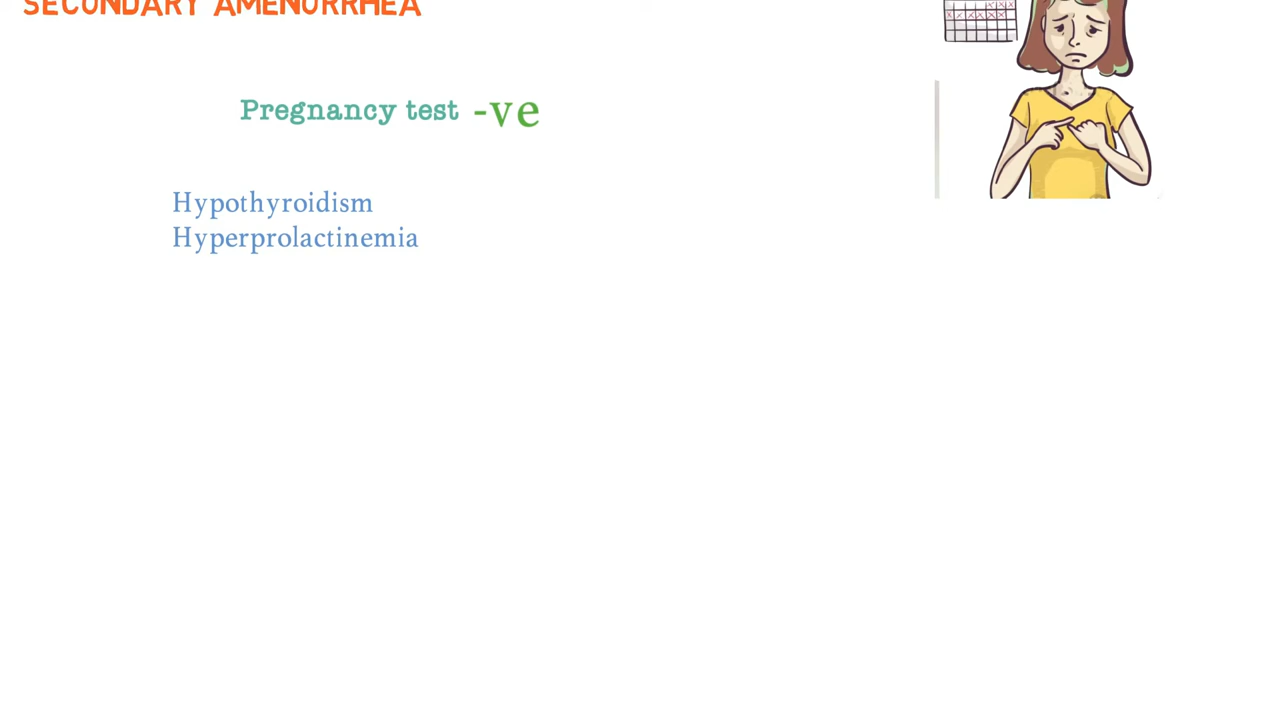 SECONDARY AMENORRHEA
Pregnancy test -ve
Hypothyroidism
Hyperprolactinemia